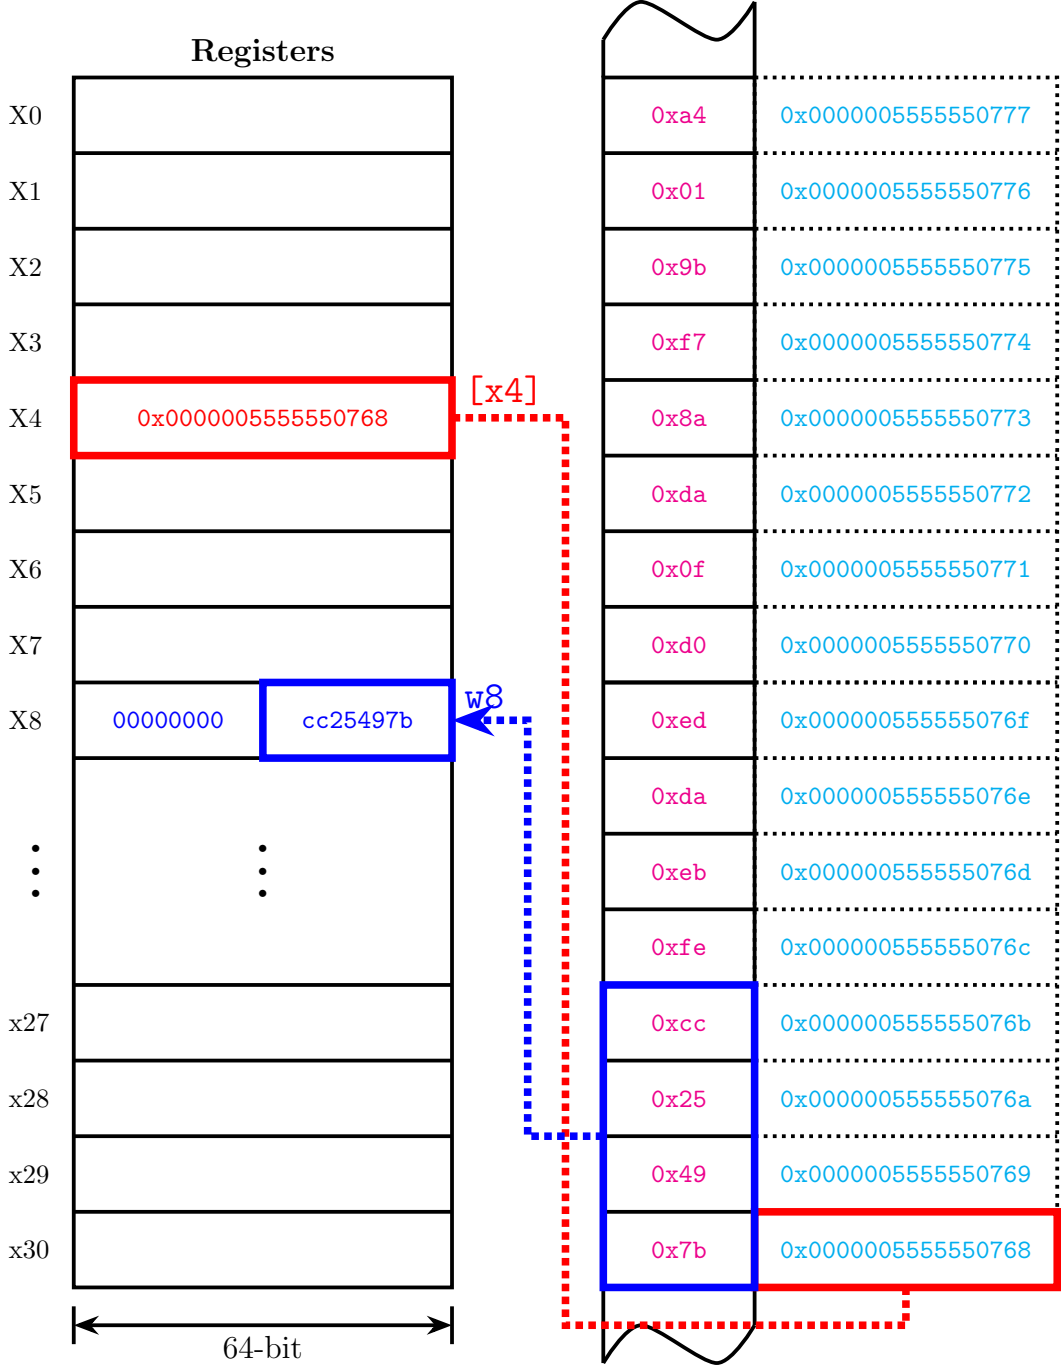 Registers
X0
0xa4 0x0000005555550777
X1
0x01 0x0000005555550776
X2
0x9b 0x0000005555550775
X3
0xf7 0x0000005555550774
[x4]
X4 0x0000005555550768
0x8a 0x0000005555550773
X5
0xda 0x0000005555550772
X6
0x0f 0x0000005555550771
X7
0xd0 0x0000005555550770
w8
X8 00000000 cc25497b
0xed 0x000000555555076f
0xda 0x000000555555076e
0xeb 0x000000555555076d
0xfe 0x000000555555076c
x27
0xcc 0x000000555555076b
x28
0x25 0x000000555555076a
x29
0x49 0x0000005555550769
x30
0x7b 0x0000005555550768
64-bit